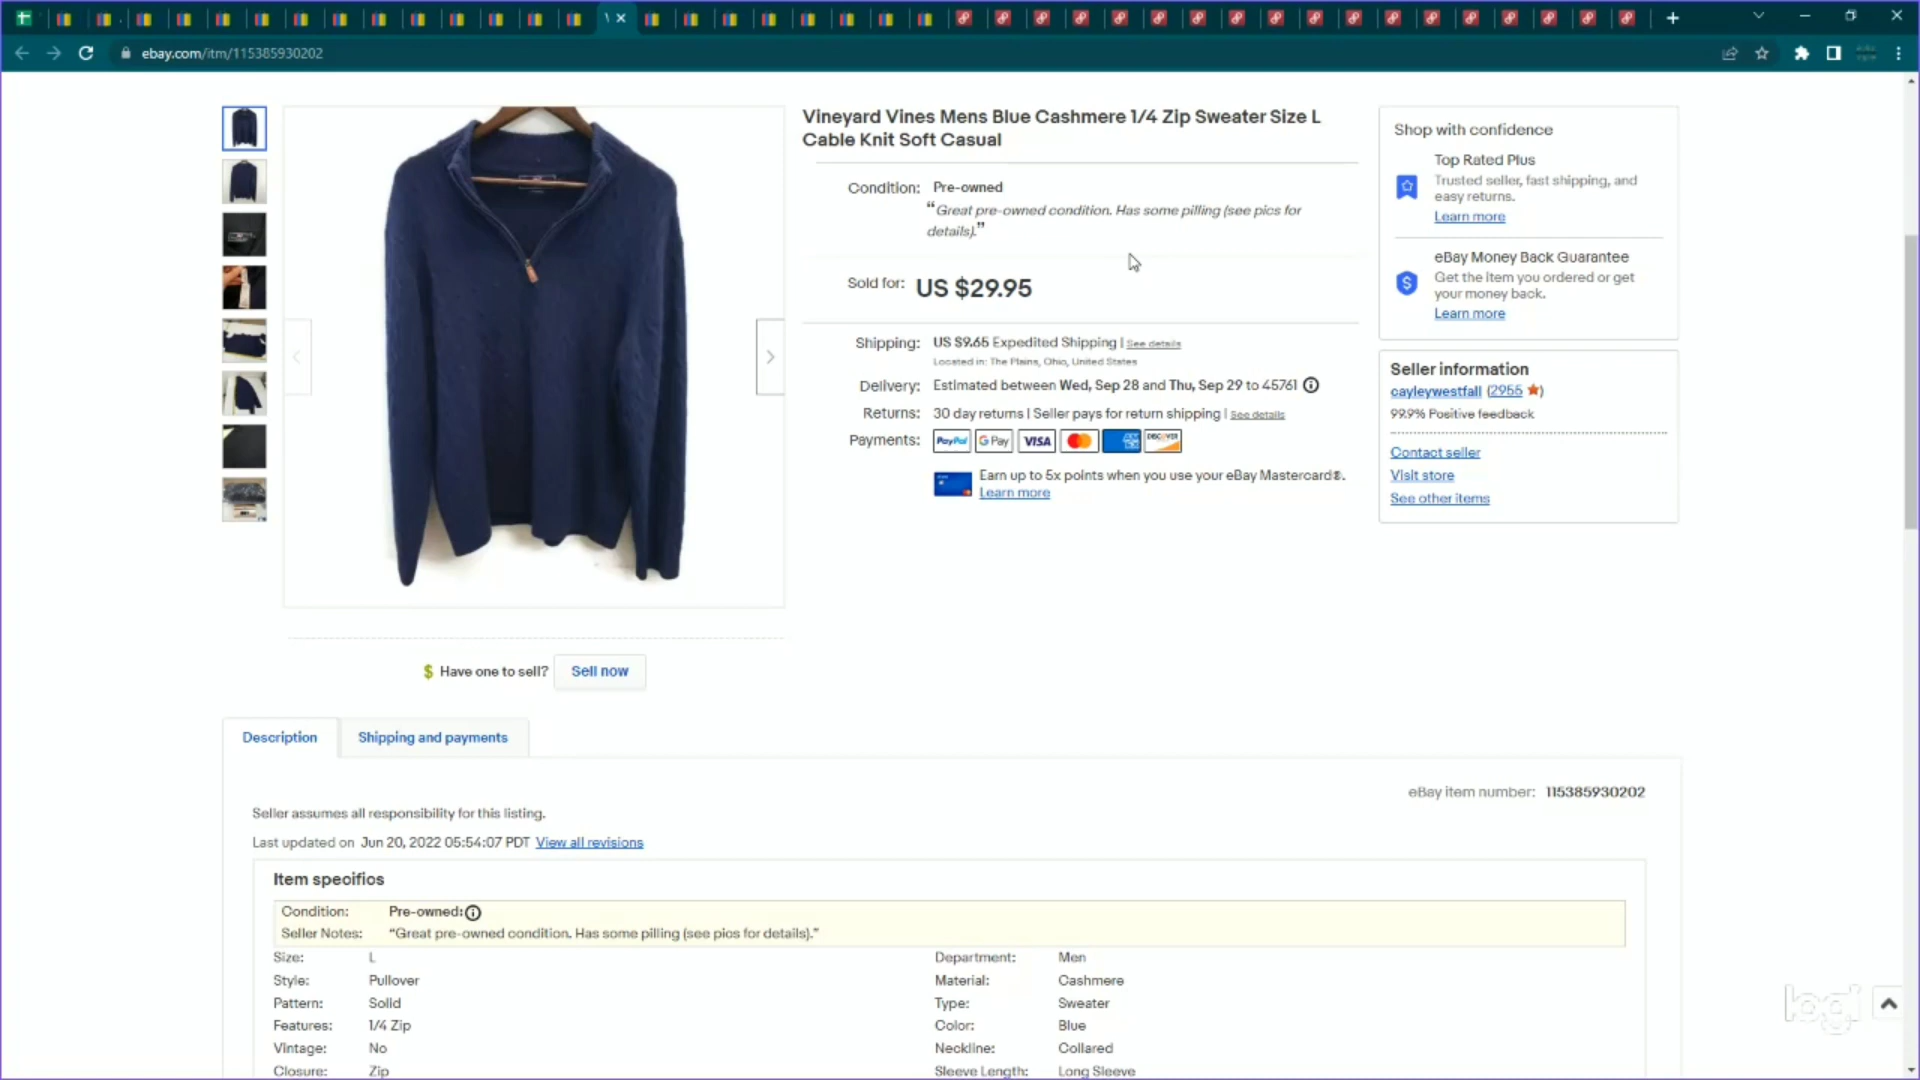 ebay.com/itm/115385930202
Vineyard Vines Mens Blue Cashmere 1/4 Zip Sweater Size L
Cable Knit Soft Casual
Condition: Pre-owned
“Great pre-owned condition. Has some pilling (see pics for
details).”
Sold for: US $29.95
Shipping: US $9.65 Expedited Shipping | See details
Located in: The Plains, Ohio, United States
Delivery: Estimated between Wed, Sep 28 and Thu, Sep 29 to 45761
Returns: 30 day returns | Seller pays for return shipping | See details
Payments: PayPal G Pay VISA DISCOVER
Earn up to 5x points when you use your eBay Mastercard®.
Learn more
Shop with confidence
Top Rated Plus
Trusted seller, fast shipping, and
easy returns.
Learn more
eBay Money Back Guarantee
Get the item you ordered or get
your money back.
Learn more
Seller information
cayleywestfall (2955)
99.9% Positive feedback
Contact seller
Visit store
See other items
$ Have one to sell? Sell now
Description Shipping and payments
eBay item number: 115385930202
Seller assumes all responsibility for this listing.
Last updated on Jun 20, 2022 05:54:07 PDT View all revisions
Item specifics
Condition: Pre-owned:
Seller Notes: “Great pre-owned condition. Has some pilling (see pics for details).”
Size: L Department: Men
Style: Pullover Material: Cashmere
Pattern: Solid Type: Sweater
Features: 1/4 Zip Color: Blue
Vintage: No Neckline: Collared
Closure: Zip Sleeve Length: Long Sleeve
logi